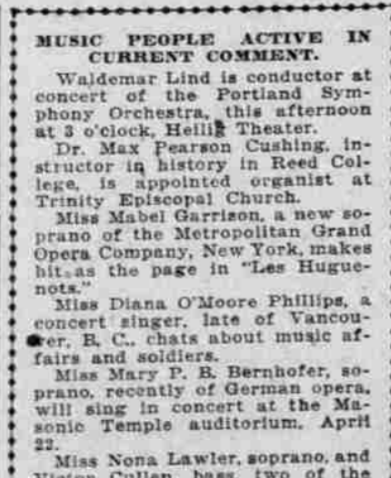 MUSIC PEOPLE ACTIVE IN
CURRENT COMMENT.
Waldemar Lind is conductor at
concert of the Portland Sym-
phony Orchestra, this afternoon
at 3 o'clock, Heilig Theater.
Dr. Max Pearson Cushing, in-
structor in history in Reed Col-
lege, is appointed organist at
Trinity Episcopal Church.
Miss Mabel Garrison, a new so-
prano of the Metropolitan Grand
Opera Company, New York, makes
hit as the page in "Les Hugue-
nots."
Miss Diana O'Moore Phillips, a
concert singer, late of Vancou-
ver, B. C., chats about music af-
fairs and soldiers.
Miss Mary P. B. Bernhofer, so-
prano, recently of German opera,
will sing in concert at the Ma-
sonic Temple auditorium, April
22.
Miss Nona Lawler, soprano, and
Cullen, bass, two of the